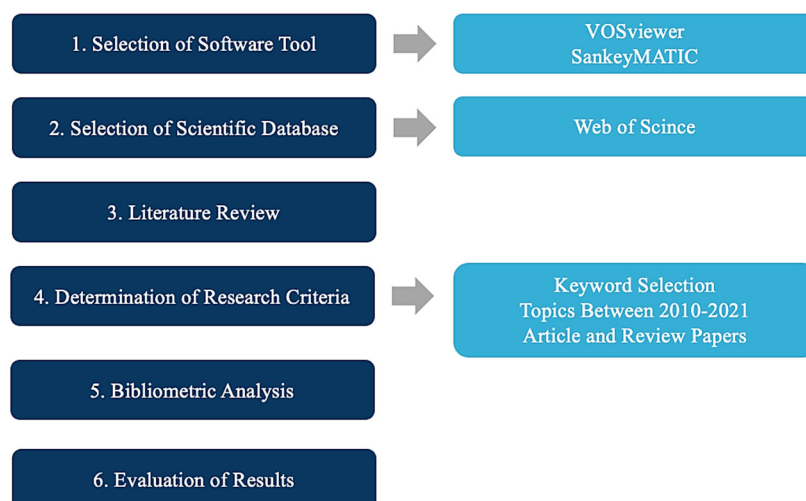 1. Selection of Software Tool
VOSviewer
SankeyMATIC
2. Selection of Scientific Database
Web of Scince
3. Literature Review
4. Determination of Research Criteria
Keyword Selection
Topics Between 2010-2021
Article and Review Papers
5. Bibliometric Analysis
6. Evaluation of Results